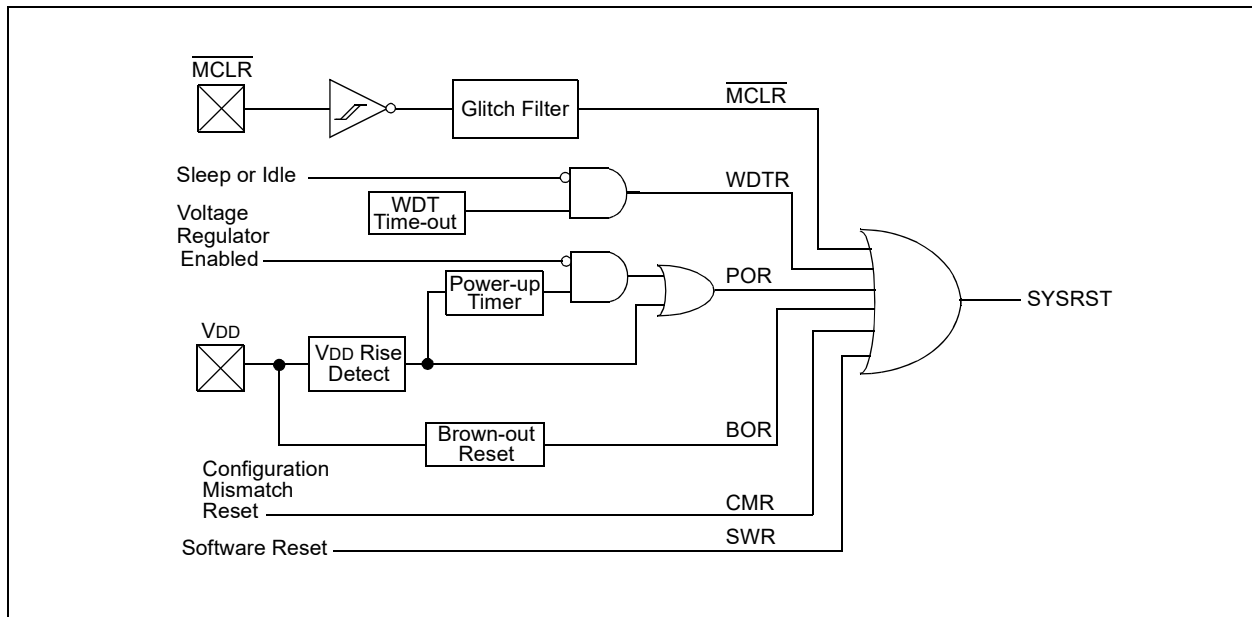 MCLR
Glitch Filter
MCLR
Sleep or Idle
WDT
Time-out
WDTR
Voltage
Regulator
Enabled
Power-up
Timer
POR
SYSRST
VDD
VDD Rise
Detect
Brown-out
Reset
BOR
Configuration
Mismatch
Reset
CMR
Software Reset
SWR